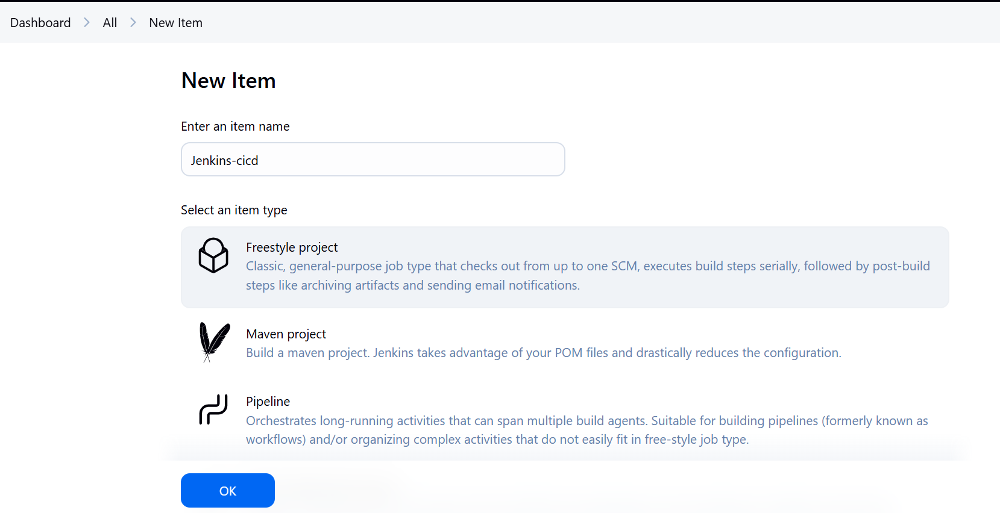 Dashboard > All > New Item
New Item
Enter an item name
Jenkins-cicd
Select an item type
Freestyle project
Classic, general-purpose job type that checks out from up to one SCM, executes build steps serially, followed by post-build
steps like archiving artifacts and sending email notifications.
Maven project
Build a maven project. Jenkins takes advantage of your POM files and drastically reduces the configuration.
Pipeline
Orchestrates long-running activities that can span multiple build agents. Suitable for building pipelines (formerly known as
workflows) and/or organizing complex activities that do not easily fit in free-style job type.
OK